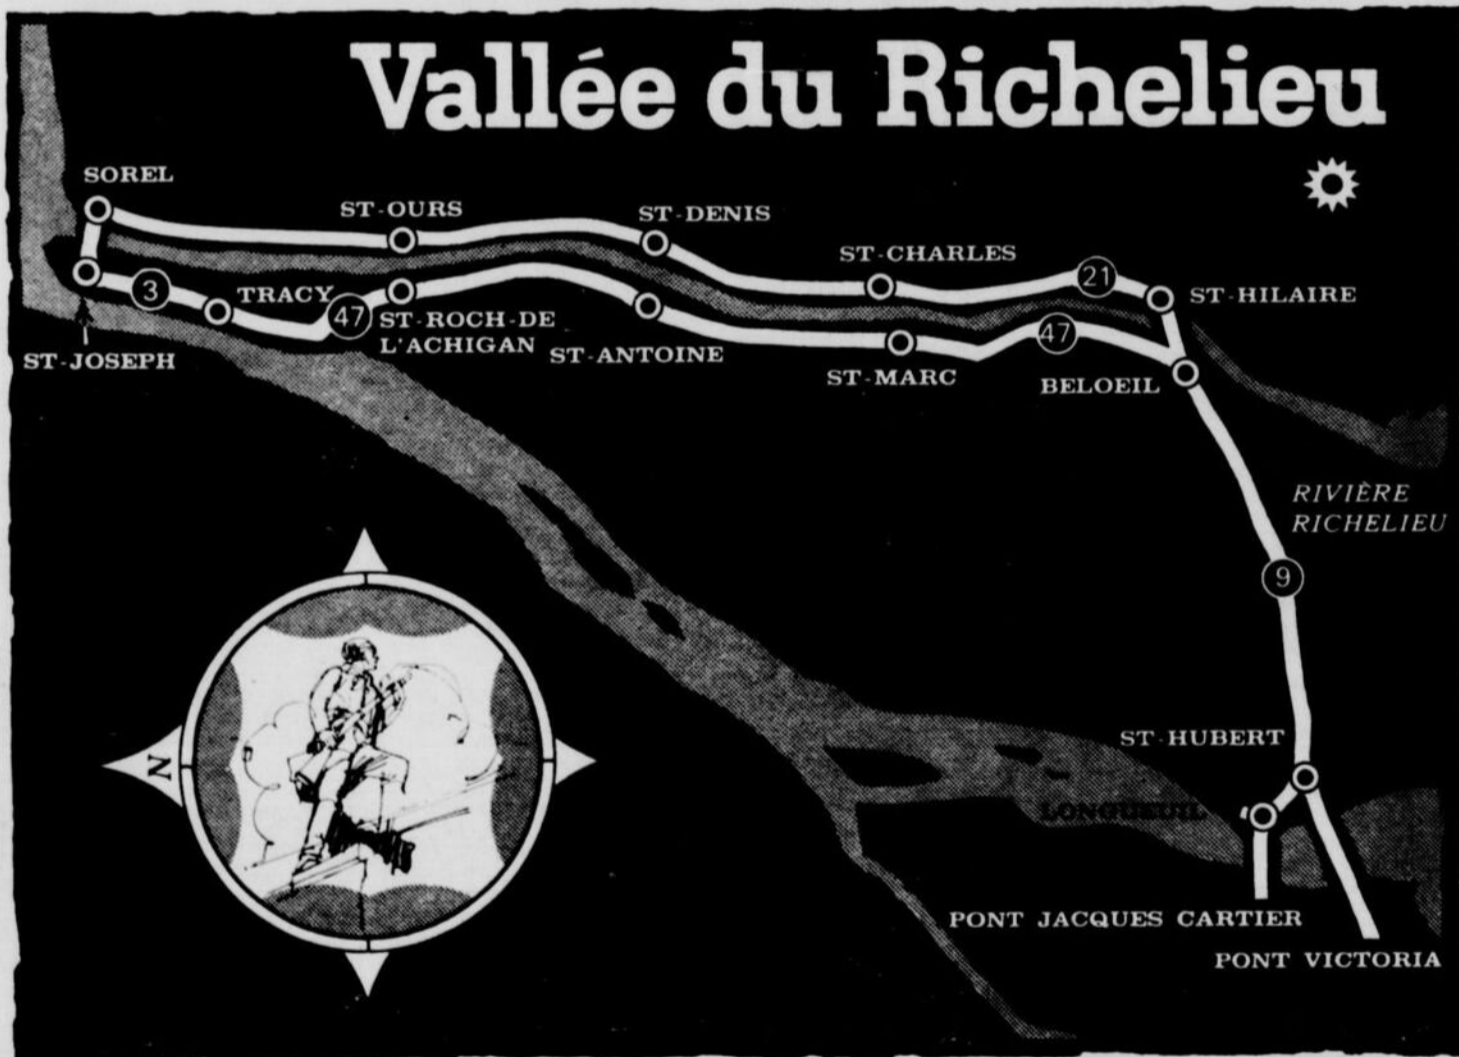 Vallée du Richelieu
SOREL
ST-OURS
ST-DENIS
ST-CHARLES
21
ST-HILAIRE
3
TRACY
47
ST-ROCH-DE
L'ACHIGAN
ST-ANTOINE
ST-MARC
47
BELOEIL
ST-JOSEPH
RIVIÈRE
RICHELIEU
9
N
ST-HUBERT
LONGUEUIL
PONT JACQUES CARTIER
PONT VICTORIA